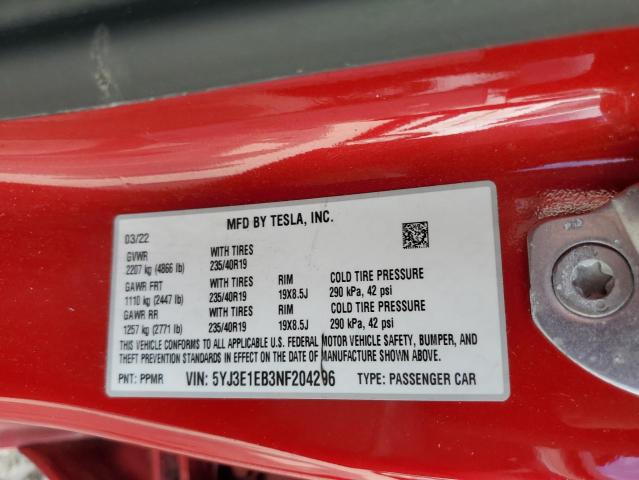 MFD BY TESLA, INC.
03/22
GVWR WITH TIRES
2207 kg (4866 lb) 235/40R19
GAWR FRT WITH TIRES RIM COLD TIRE PRESSURE
1110 kg (2447 lb) 235/40R19 19X8.5J 290 kPa, 42 psi
GAWR RR WITH TIRES RIM COLD TIRE PRESSURE
1257 kg (2771 lb) 235/40R19 19X8.5J 290 kPa, 42 psi
THIS VEHICLE CONFORMS TO ALL APPLICABLE U.S. FEDERAL MOTOR VEHICLE SAFETY, BUMPER, AND
THEFT PREVENTION STANDARDS IN EFFECT ON THE DATE OF MANUFACTURE SHOWN ABOVE.
PNT: PPMR VIN: 5YJ3E1EB3NF204296 TYPE: PASSENGER CAR